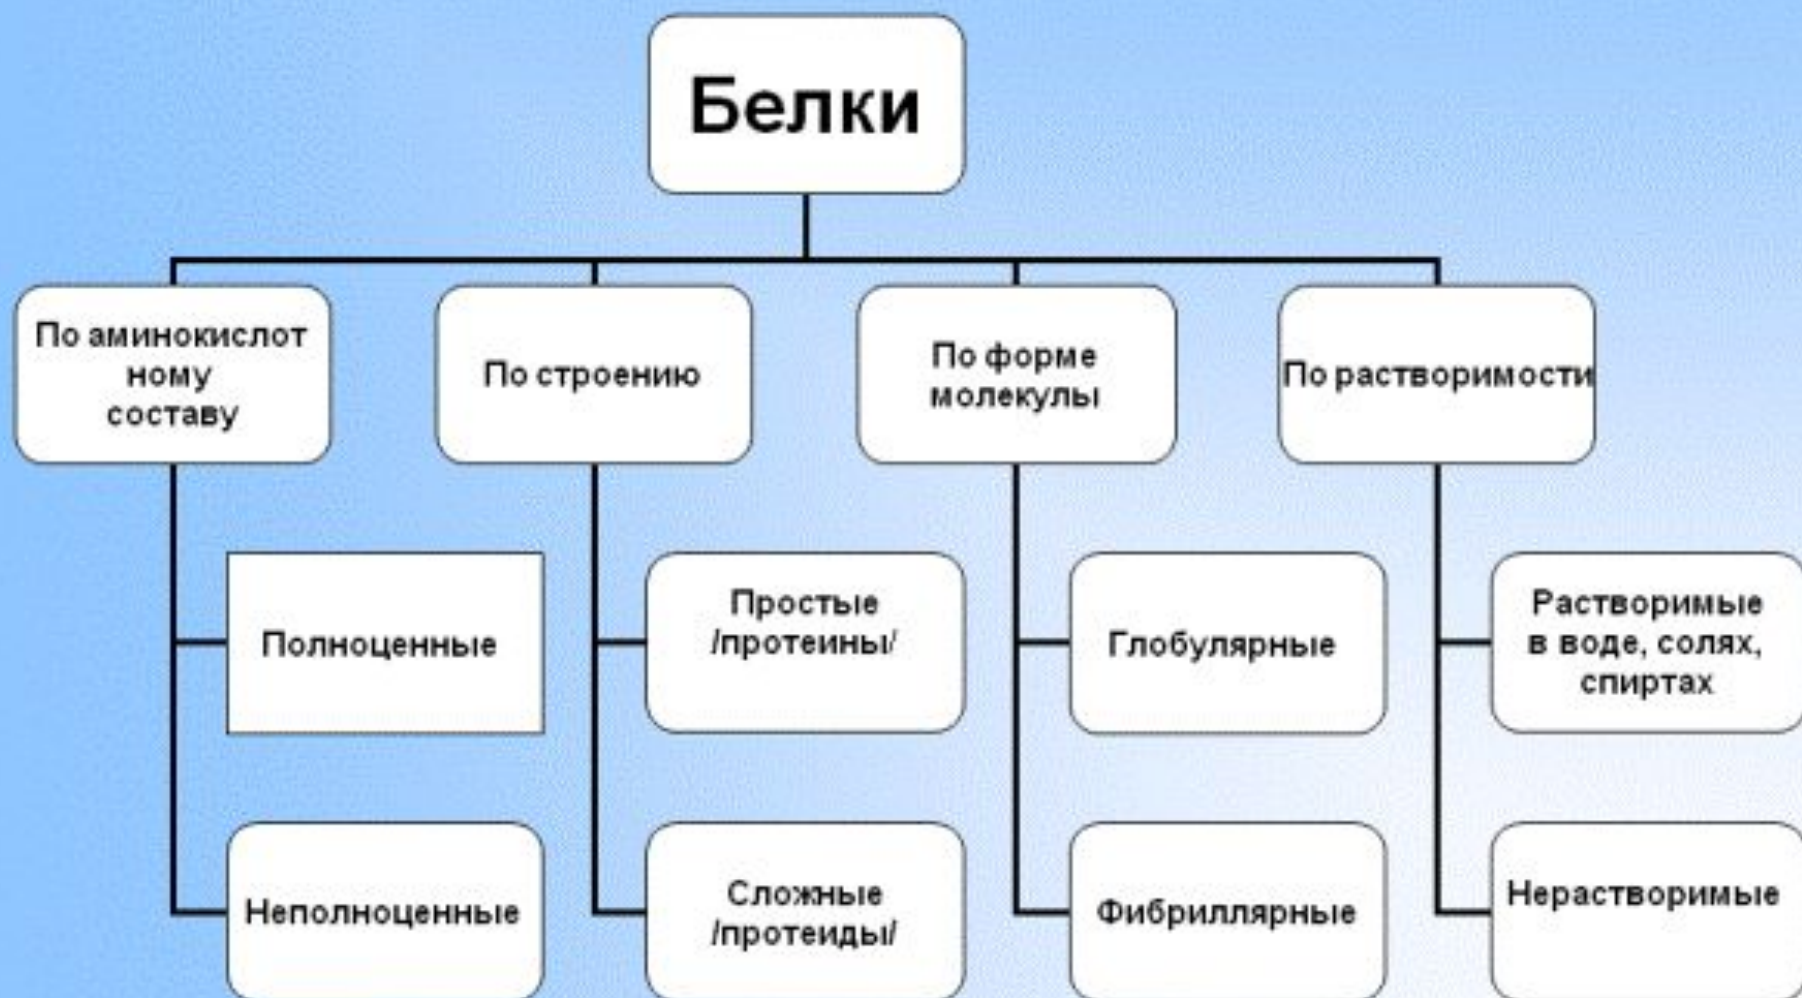 Белки
По аминокислот
ному
составу
По строению
По форме
молекулы
По растворимости
Полноценные
Простые
/протеины/
Глобулярные
Растворимые
в воде, солях,
спиртах
Неполноценные
Сложные
/протеиды/
Фибриллярные
Нерастворимые